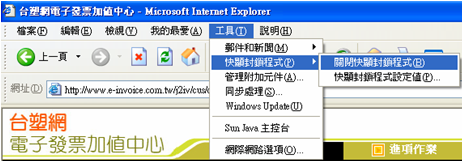 台塑網電子發票加值中心 - Microsoft Internet Explorer
檔案(F) 編輯(E) 檢視(V) 我的最愛(A) 工具(T) 說明(H)
上一頁
郵件和新聞(M)
快顯封鎖程式(P)
關閉快顯封鎖程式(B)
管理附加元件(A)...
快顯封鎖程式設定值(P)...
同步處理(S)...
Windows Update(U)
Sun Java 主控台
網際網路選項(O)...
網址(D) http://www.e-invoice.com.tw/j2iv/cus/
台塑網
電子發票加值中心
進項作業